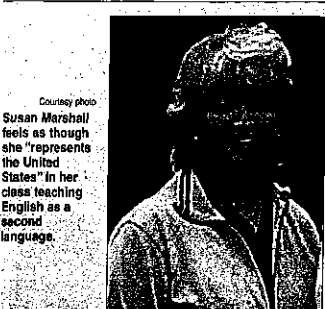 Courtesy photo
Susan Marshall
feels as though
she "represents
the United
States" in her
class teaching
English as a
second
language.